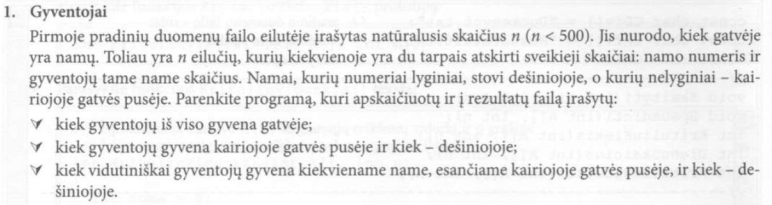 1. Gyventojai
Pirmoje pradinių duomenų failo eilutėje įrašytas natūralusis skaičius n (n < 500). Jis nurodo, kiek gatvėje
yra namų. Toliau yra n eilučių, kurių kiekvienoje yra du tarpais atskirti sveikieji skaičiai: namo numeris ir
gyventojų tame name skaičius. Namai, kurių numeriai lyginiai, stovi dešiniojoje, o kurių nelyginiai – kai-
riojoje gatvės pusėje. Parenkite programą, kuri apskaičiuotų ir į rezultatų failą įrašytų:
kiek gyventojų iš viso gyvena gatvėje;
kiek gyventojų gyvena kairiojoje gatvės pusėje ir kiek – dešiniojoje;
kiek vidutiniškai gyventojų gyvena kiekviename name, esančiame kairiojoje gatvės pusėje, ir kiek – de-
šiniojoje.